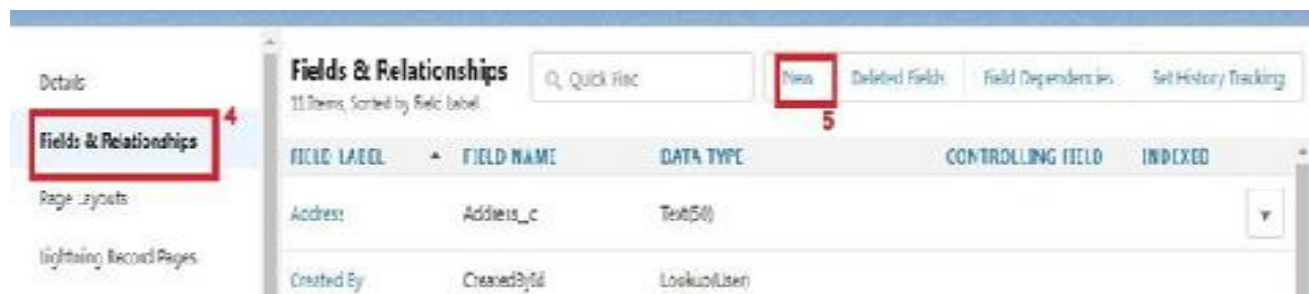 Details
Fields & Relationships
4
Page Layouts
Lightning Record Pages
Fields & Relationships
11 Items, Sorted by Field Label
Quick Find
New
Deleted Fields
Field Dependencies
Set History Tracking
5
FIELD LABEL
FIELD NAME
DATA TYPE
CONTROLLING FIELD
INDEXED
Address
Address_c
Text(50)
Created By
CreatedById
Lookup(User)